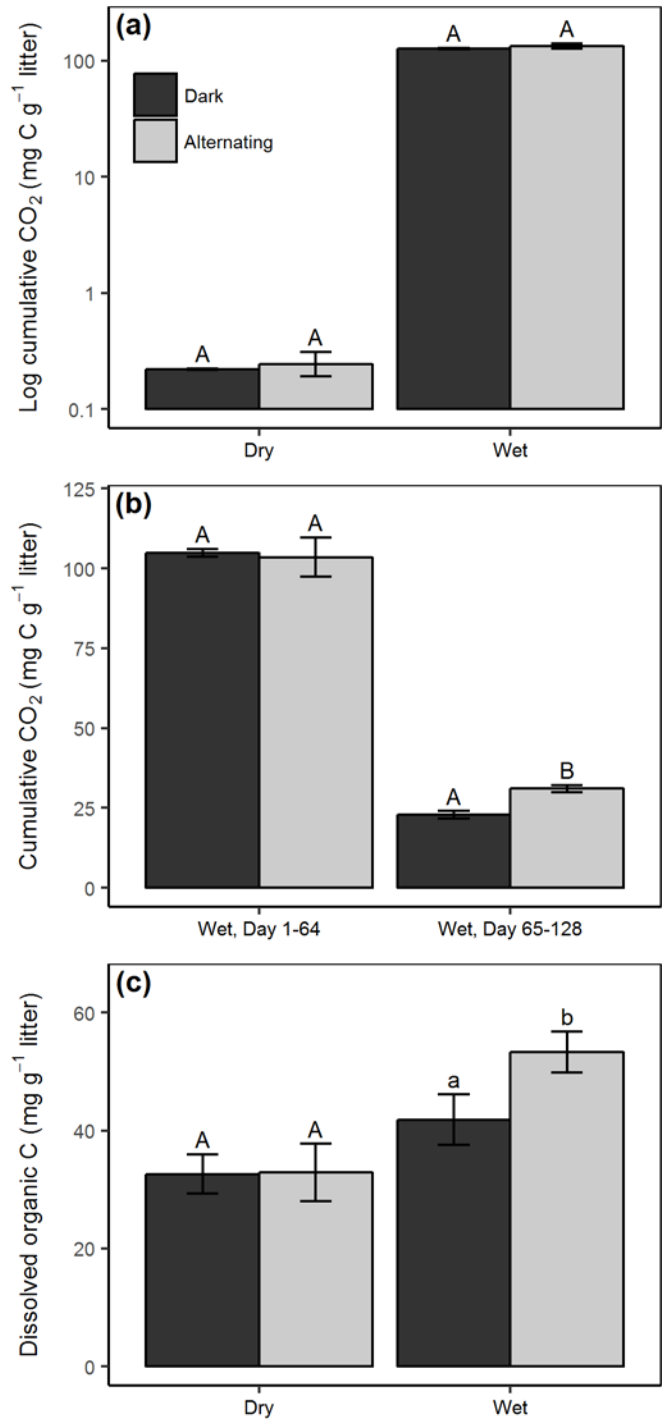 (a)
Log cumulative CO₂ (mg C g⁻¹ litter)
100
10
1
0.1
Dark
Alternating
A
A
A
A
Dry
Wet
(b)
Cumulative CO₂ (mg C g⁻¹ litter)
125
100
75
50
25
0
A
A
A
B
Wet, Day 1-64
Wet, Day 65-128
(c)
Dissolved organic C (mg g⁻¹ litter)
60
40
20
0
A
A
a
b
Dry
Wet